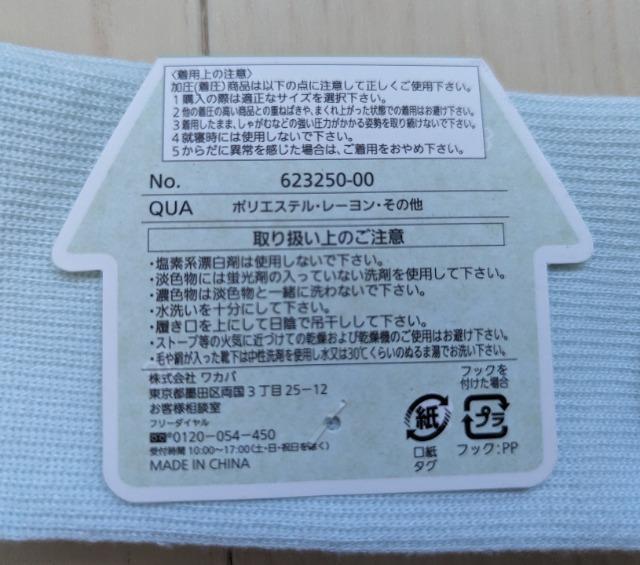 〈着用上の注意〉
加圧(着圧)商品は以下の点に注意して正しくご使用下さい。
1 購入の際は適正なサイズを選択下さい。
2 他の着圧の高い商品との重ねばきや、まくれ上がった状態での着用はお避け下さい。
3 着用したまま、しゃがむなどの強い圧力がかかる姿勢を取り続けないで下さい。
4 就寝時には使用しないで下さい。
5 からだに異常を感じた場合は、ご着用をおやめ下さい。
No. 623250-00
QUA ポリエステル・レーヨン・その他
取り扱い上のご注意
・塩素系漂白剤は使用しないで下さい。
・淡色物には蛍光剤の入っていない洗剤を使用して下さい。
・濃色物は淡色物と一緒に洗わないで下さい。
・水洗いを十分にして下さい。
・履き口を上にして日陰で吊干しして下さい。
・ストーブ等の火気に近づけての乾燥および乾燥機のご使用はお避け下さい。
・毛や絹が入った靴下は中性洗剤を使用し水又は30℃くらいのぬるま湯でお洗い下さい。
株式会社 ワカバ
東京都墨田区両国3丁目25-12
お客様相談室
フリーダイヤル
0120-054-450
受付時間 10:00~17:00(土・日・祝日をはぶく)
MADE IN CHINA
フックを
付けた場合
紙
プラ
口紙
タグ
フック:PP